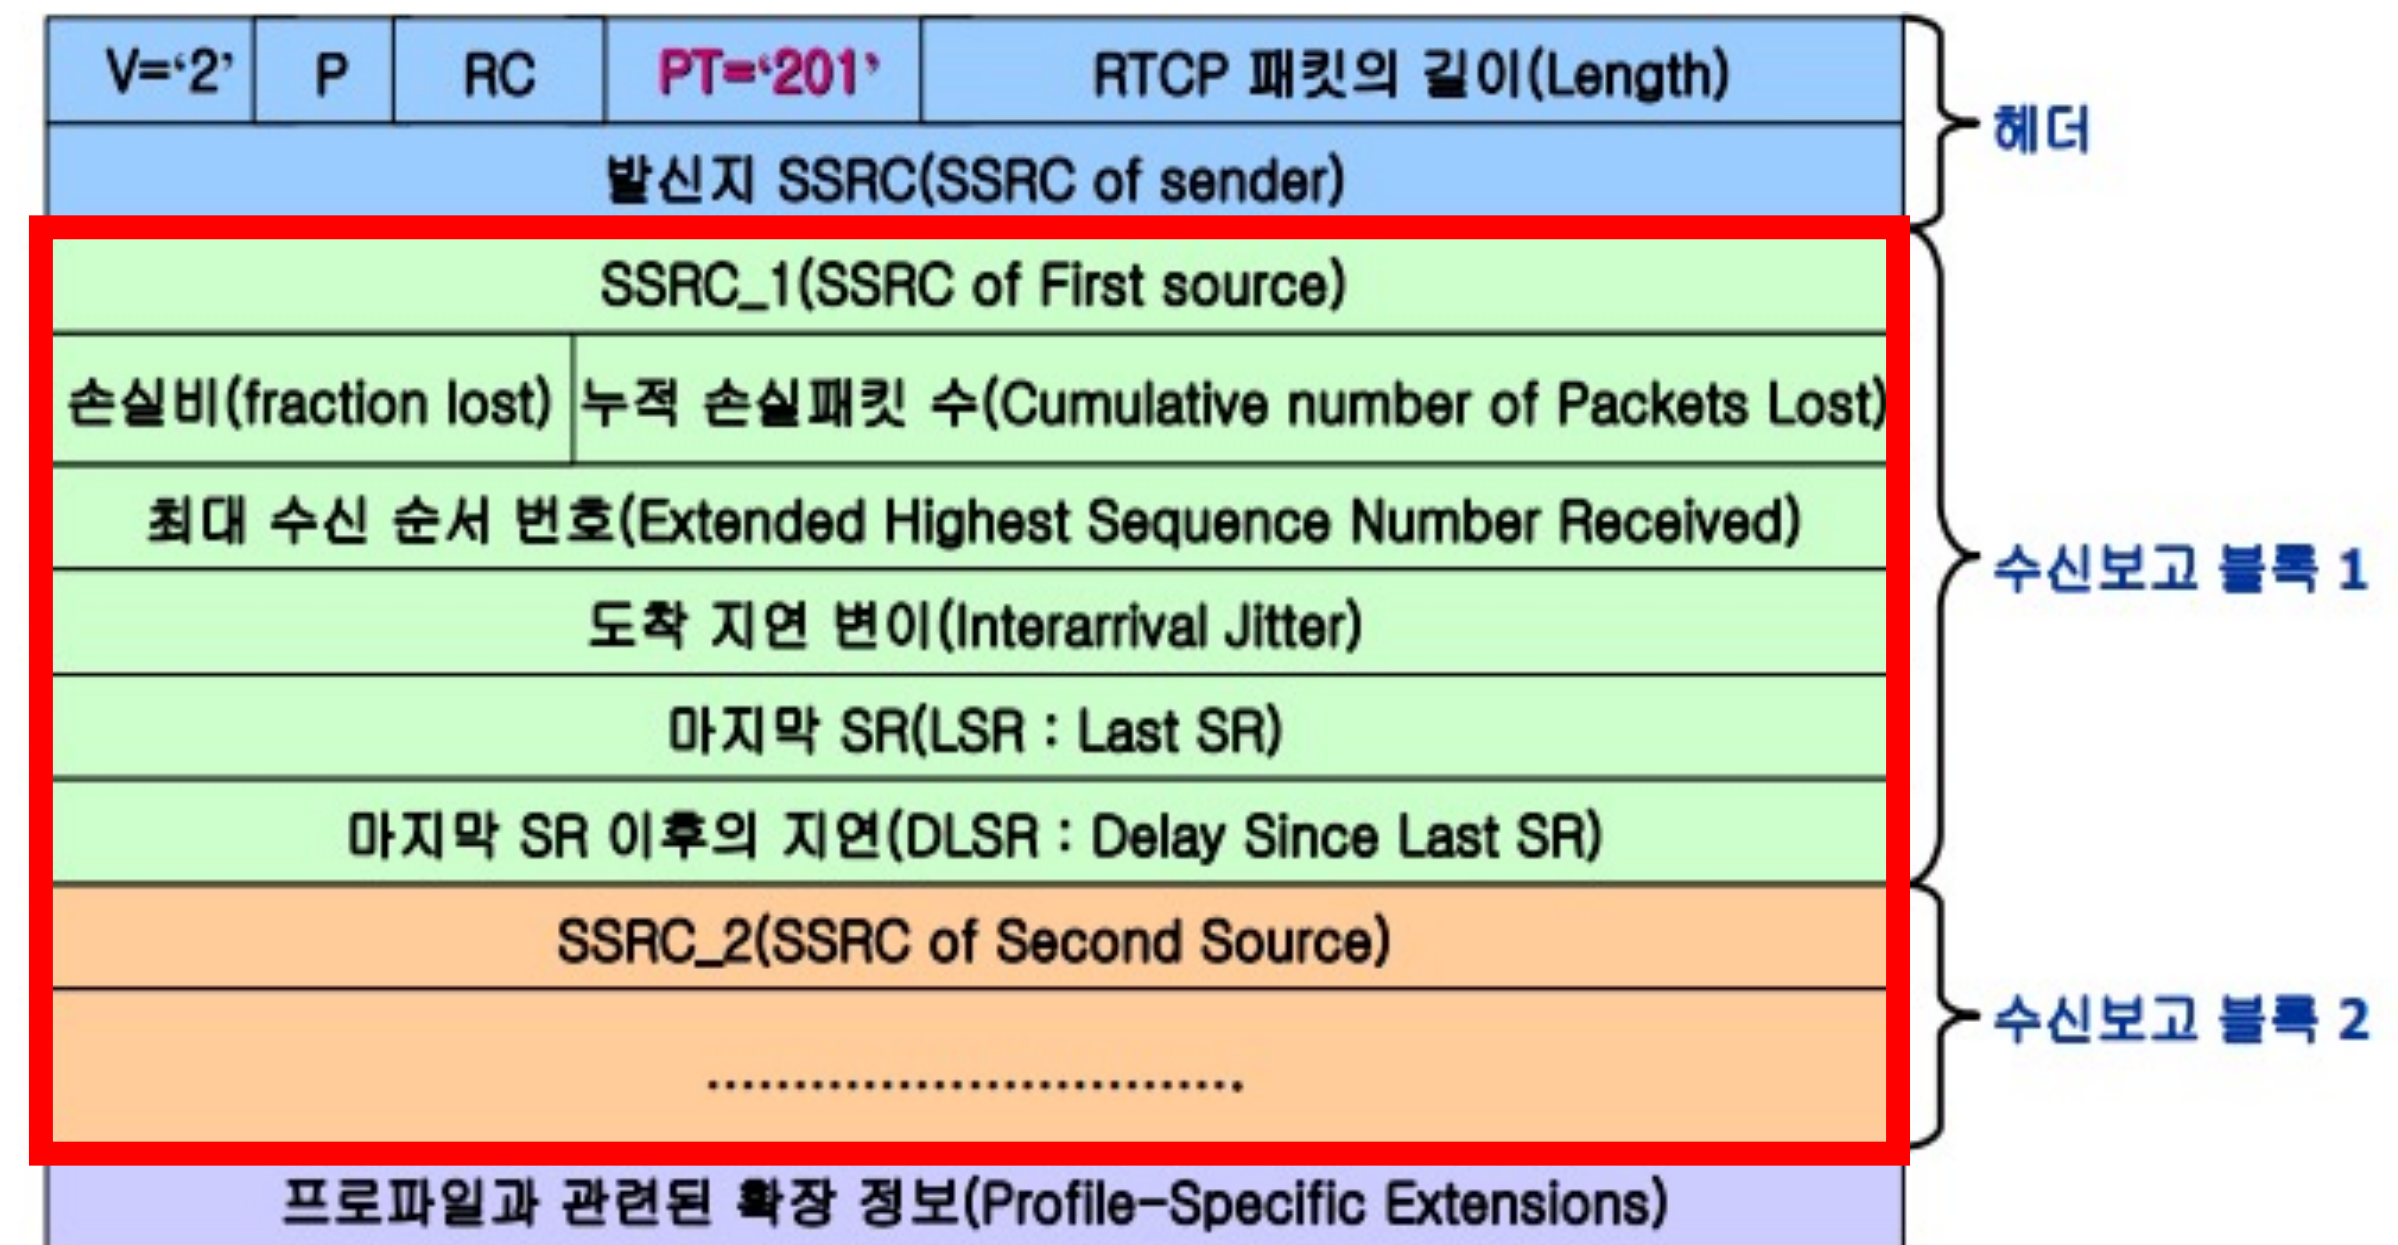 V=‘2’ P RC PT=‘201’ RTCP 패킷의 길이(Length)
헤더
발신지 SSRC(SSRC of sender)
SSRC_1(SSRC of First source)
손실비(fraction lost) 누적 손실패킷 수(Cumulative number of Packets Lost)
최대 수신 순서 번호(Extended Highest Sequence Number Received)
수신보고 블록 1
도착 지연 변이(Interarrival Jitter)
마지막 SR(LSR : Last SR)
마지막 SR 이후의 지연(DLSR : Delay Since Last SR)
SSRC_2(SSRC of Second Source)
수신보고 블록 2
...............................
프로파일과 관련된 확장 정보(Profile-Specific Extensions)